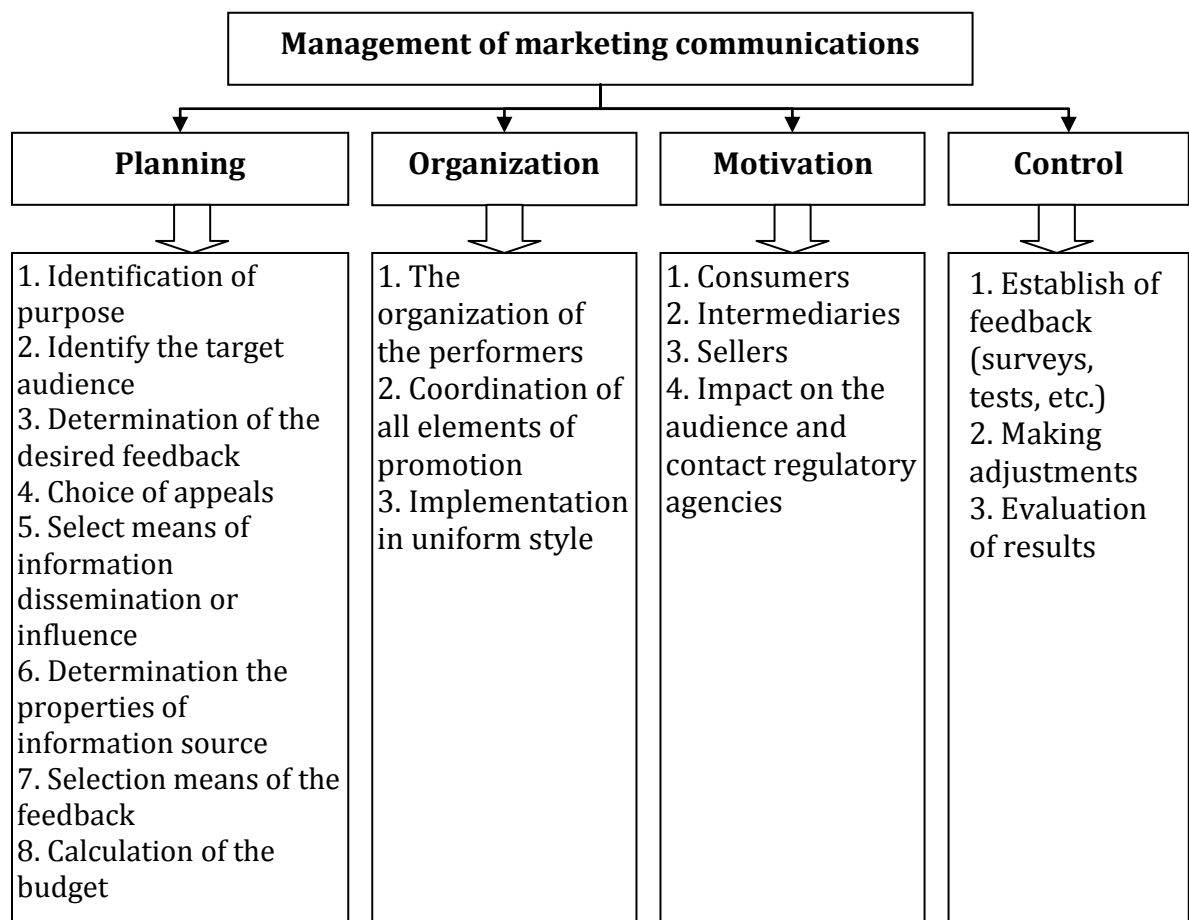 Management of marketing communications
Planning
Organization
Motivation
Control
1. Identification of
purpose
2. Identify the target
audience
3. Determination of the
desired feedback
4. Choice of appeals
5. Select means of
information
dissemination or
influence
6. Determination the
properties of
information source
7. Selection means of the
feedback
8. Calculation of the
budget
1. The
organization of
the performers
2. Coordination of
all elements of
promotion
3. Implementation
in uniform style
1. Consumers
2. Intermediaries
3. Sellers
4. Impact on the
audience and
contact regulatory
agencies
1. Establish of
feedback
(surveys,
tests, etc.)
2. Making
adjustments
3. Evaluation
of results